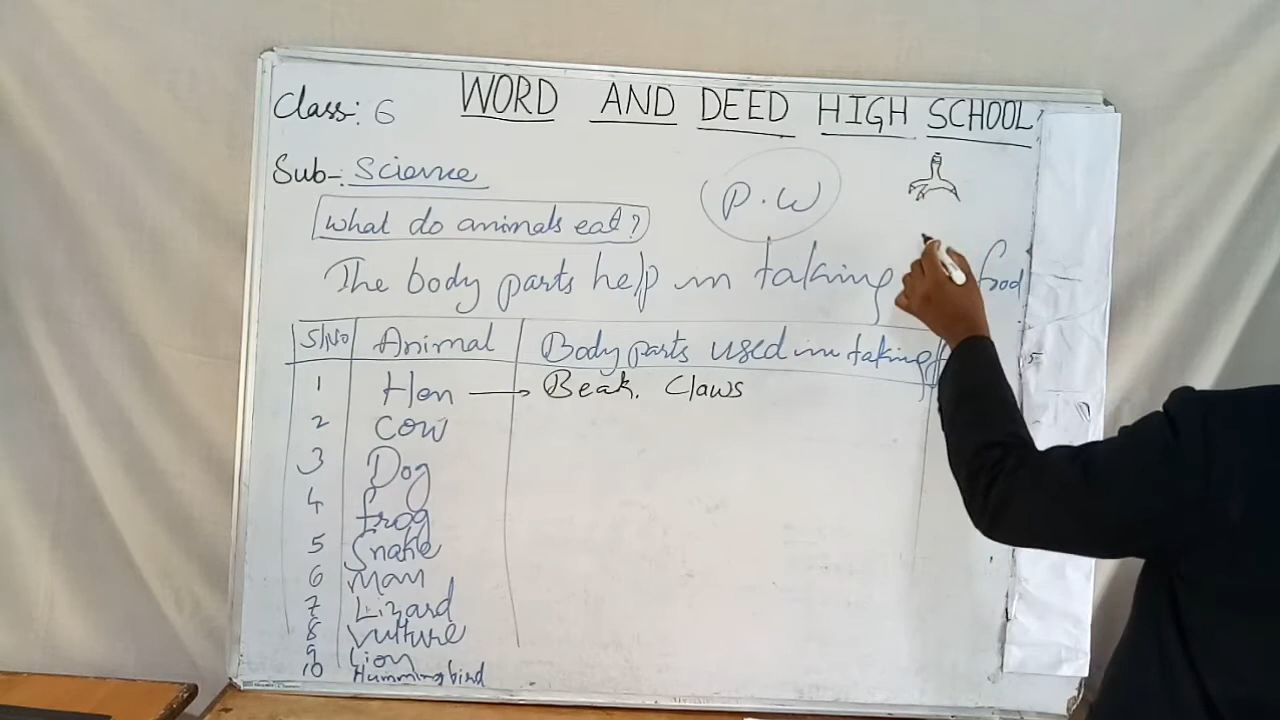 WORD AND DEED HIGH SCHOOL
Class: 6
Sub-: Science
P.W
What do animals eat?
The body parts help in taking food
S/No Animal Body parts used in taking
1 Hen → Beak. Claws
2 Cow
3 Dog
4 frog
5 Snake
6 Man
7 Lizard
8 Vulture
9 Lion
10 Hummingbird